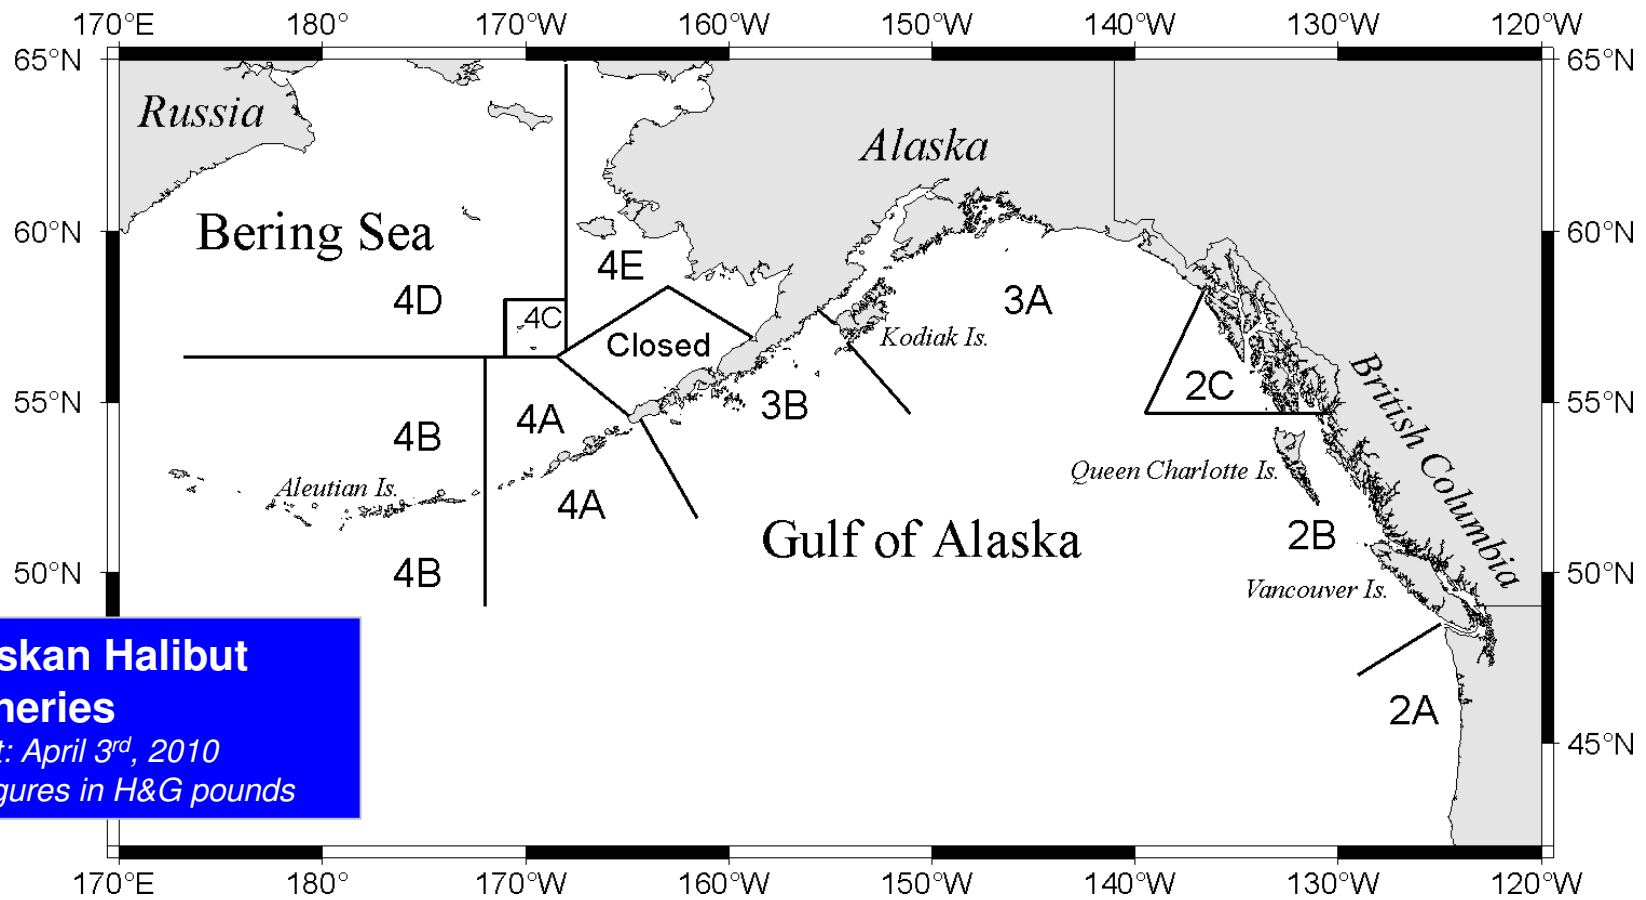 170°E 180° 170°W 160°W 150°W 140°W 130°W 120°W
65°N 65°N
Russia
Alaska
60°N 60°N
Bering Sea
4E
4D
4C
3A
Closed
Kodiak Is.
British Columbia
2C
55°N 55°N
3B
4A
4B
Queen Charlotte Is.
Aleutian Is.
4A
2B
Gulf of Alaska
50°N 50°N
4B
Vancouver Is.
skan Halibut
neries
t: April 3rd, 2010
gures in H&G pounds
2A
45°N
170°E 180° 170°W 160°W 150°W 140°W 130°W 120°W